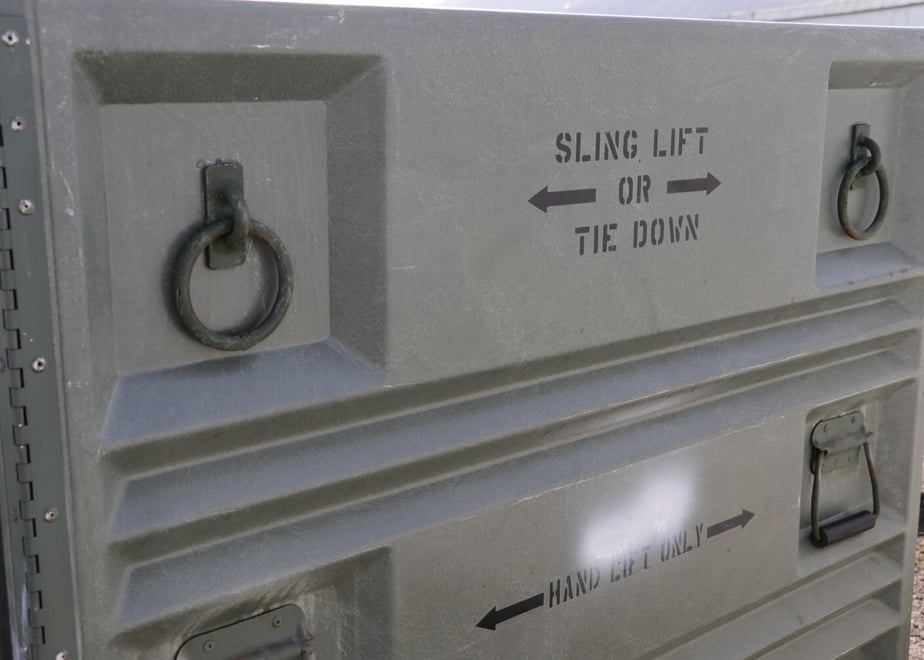 SLING LIFT
OR
TIE DOWN
HAND LIFT ONLY